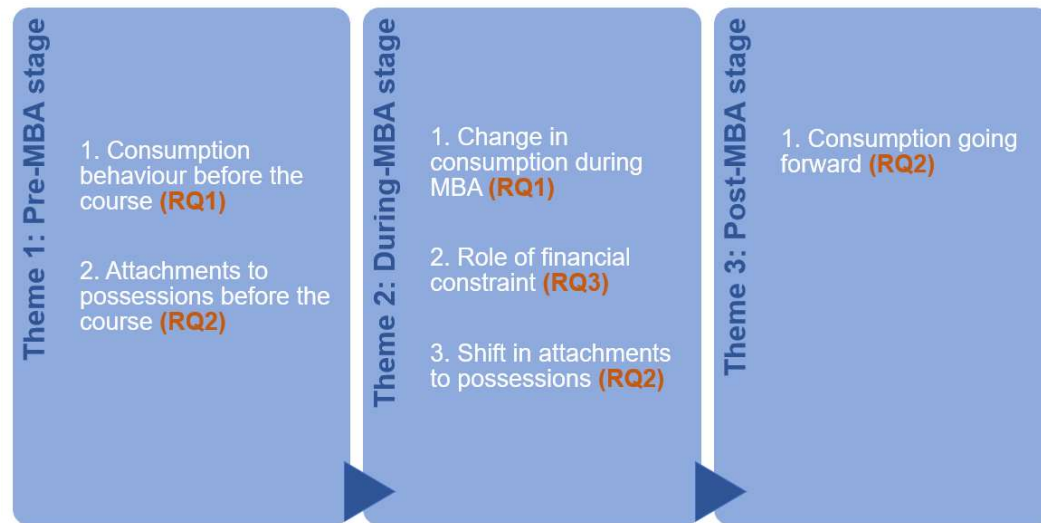 Theme 1: Pre-MBA stage
1. Consumption
behaviour before the
course (RQ1)
2. Attachments to
possessions before the
course (RQ2)
Theme 2: During-MBA stage
1. Change in
consumption during
MBA (RQ1)
2. Role of financial
constraint (RQ3)
3. Shift in attachments
to possessions (RQ2)
Theme 3: Post-MBA stage
1. Consumption going
forward (RQ2)